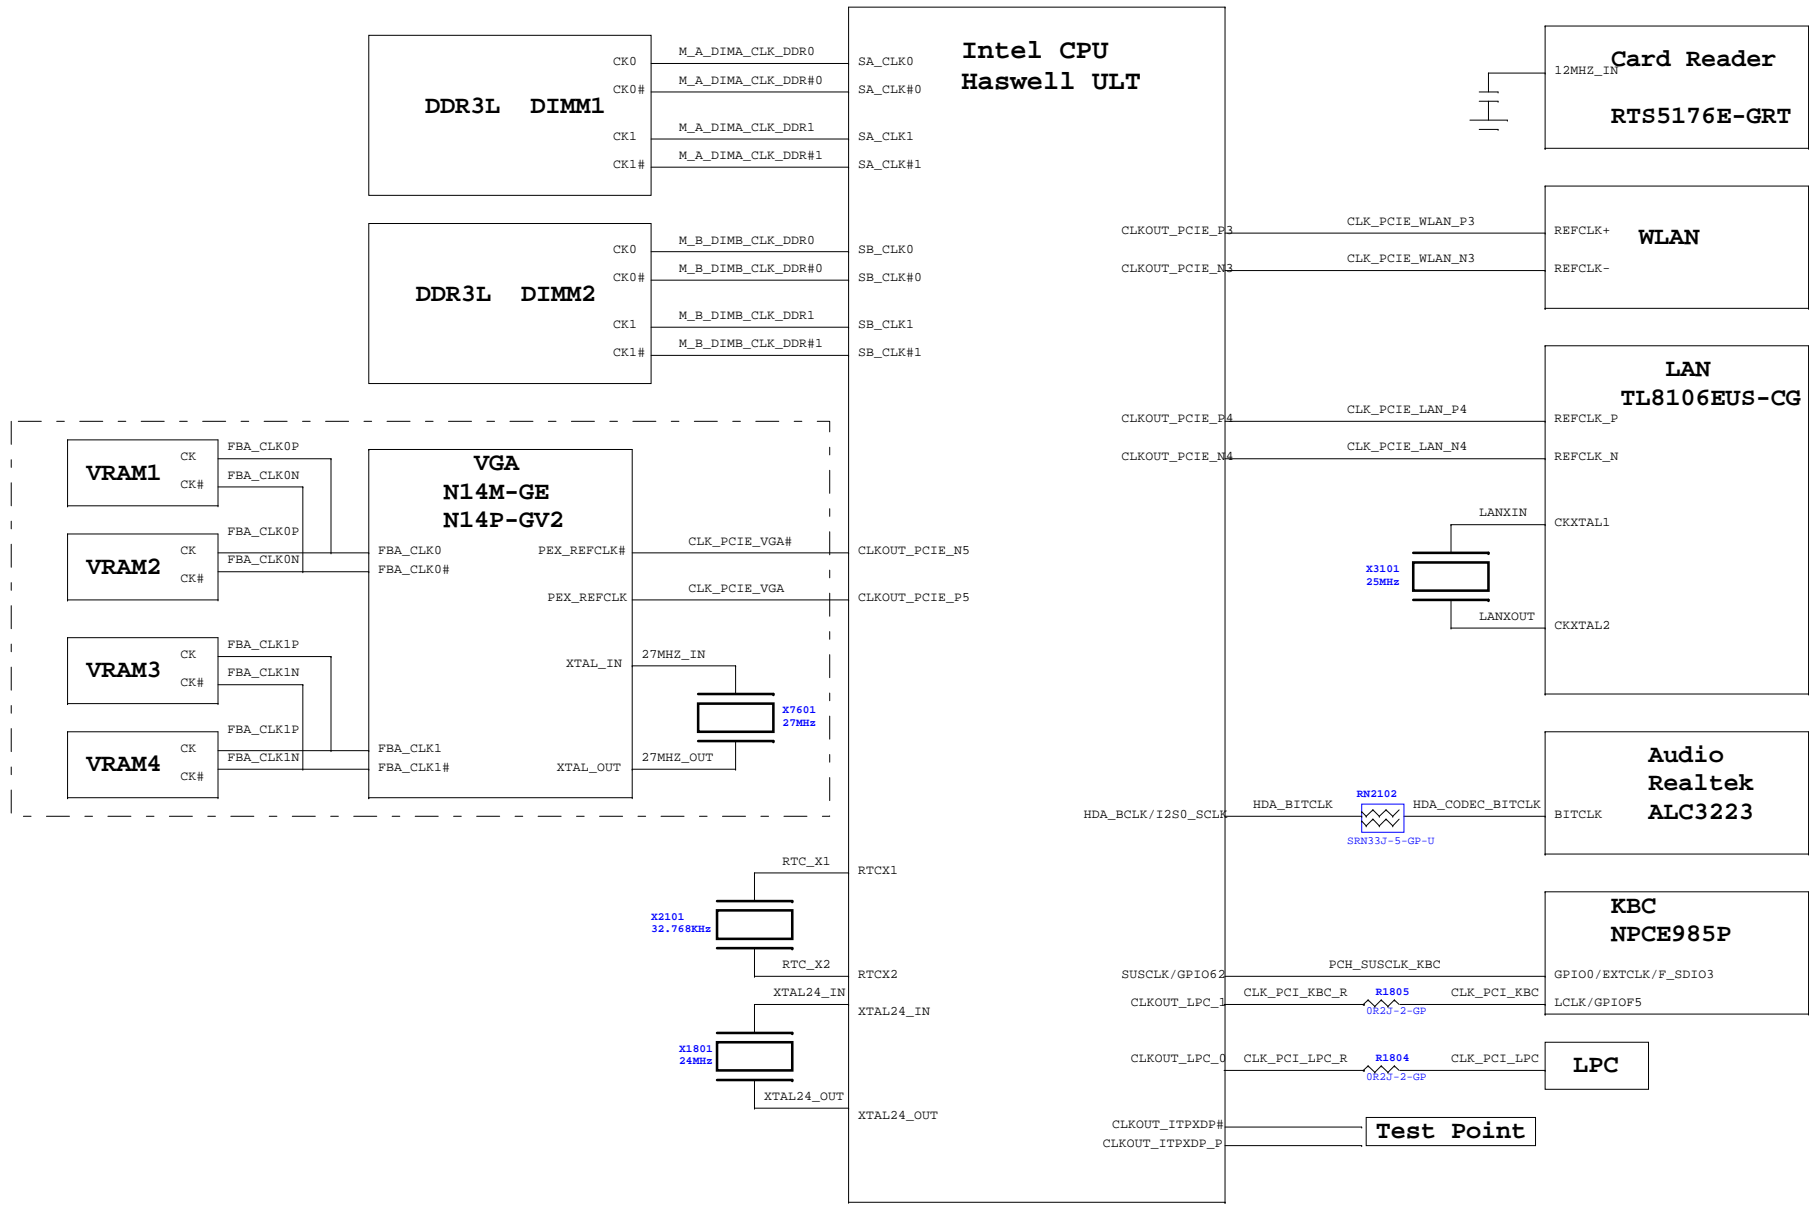 Intel CPU
Haswell ULT
DDR3L DIMM1
CK0
CK0#
CK1
CK1#
M_A_DIMA_CLK_DDR0
M_A_DIMA_CLK_DDR#0
M_A_DIMA_CLK_DDR1
M_A_DIMA_CLK_DDR#1
SA_CLK0
SA_CLK#0
SA_CLK1
SA_CLK#1
DDR3L DIMM2
CK0
CK0#
CK1
CK1#
M_B_DIMB_CLK_DDR0
M_B_DIMB_CLK_DDR#0
M_B_DIMB_CLK_DDR1
M_B_DIMB_CLK_DDR#1
SB_CLK0
SB_CLK#0
SB_CLK1
SB_CLK#1
VRAM1
CK
CK#
FBA_CLK0P
FBA_CLK0N
VRAM2
CK
CK#
FBA_CLK0P
FBA_CLK0N
VRAM3
CK
CK#
FBA_CLK1P
FBA_CLK1N
VRAM4
CK
CK#
FBA_CLK1P
FBA_CLK1N
VGA
N14M-GE
N14P-GV2
FBA_CLK0
FBA_CLK0#
FBA_CLK1
FBA_CLK1#
PEX_REFCLK#
PEX_REFCLK
XTAL_IN
XTAL_OUT
CLK_PCIE_VGA#
CLK_PCIE_VGA
CLKOUT_PCIE_N5
CLKOUT_PCIE_P5
27MHZ_IN
X7601
27MHz
27MHZ_OUT
RTC_X1
RTCX1
X2101
32.768KHz
RTC_X2
RTCX2
XTAL24_IN
XTAL24_IN
X1801
24MHz
XTAL24_OUT
XTAL24_OUT
Card Reader
RTS5176E-GRT
12MHZ_IN
CLKOUT_PCIE_P3
CLKOUT_PCIE_N3
CLK_PCIE_WLAN_P3
CLK_PCIE_WLAN_N3
REFCLK+
REFCLK-
WLAN
LAN
TL8106EUS-CG
CLKOUT_PCIE_P4
CLKOUT_PCIE_N4
CLK_PCIE_LAN_P4
CLK_PCIE_LAN_N4
REFCLK_P
REFCLK_N
LANXIN
CKXTAL1
X3101
25MHz
LANXOUT
CKXTAL2
Audio
Realtek
ALC3223
HDA_BCLK/I2S0_SCLK
HDA_BITCLK
RN2102
SRN33J-5-GP-U
HDA_CODEC_BITCLK
BITCLK
KBC
NPCE985P
SUSCLK/GPIO62
PCH_SUSCLK_KBC
GPIO0/EXTCLK/F_SDIO3
CLKOUT_LPC_1
CLK_PCI_KBC_R
R1805
0R2J-2-GP
CLK_PCI_KBC
LCLK/GPIOF5
CLKOUT_LPC_0
CLK_PCI_LPC_R
R1804
0R2J-2-GP
CLK_PCI_LPC
LPC
CLKOUT_ITPXDP#
CLKOUT_ITPXDP_P
Test Point